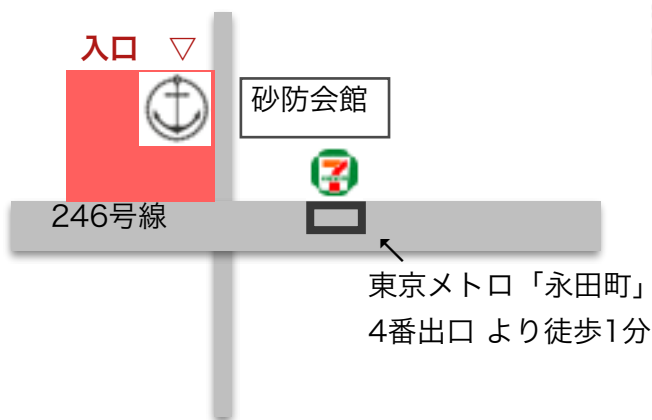 入口 ▽
砂防会館
246号線
東京メトロ「永田町」
4番出口 より徒歩1分